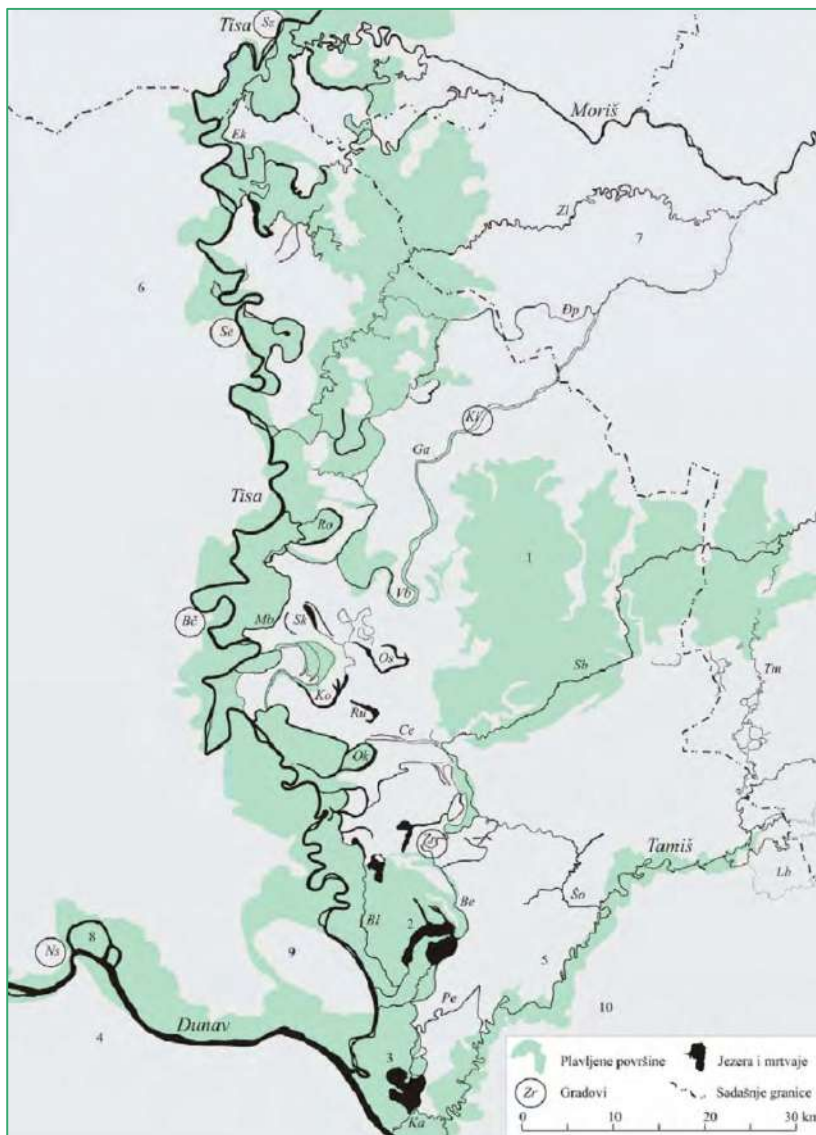 Tisa
Sz
Moriš
Ek
Zl
7
6
Đp
Se
Ki
Ga
Tisa
Ro
1
Vb
Bč
Mb
Sk
Os
Sb
Tm
Ko
Ru
Ce
Ok
Zr
Tamiš
Lb
Šo
Bl
Be
2
8
Ns
9
5
Pe
10
Dunav
4
3
Ka
Plavljene površine
Jezera i mrtvaje
Zr
Gradovi
Sadašnje granice
0 10 20 30 km